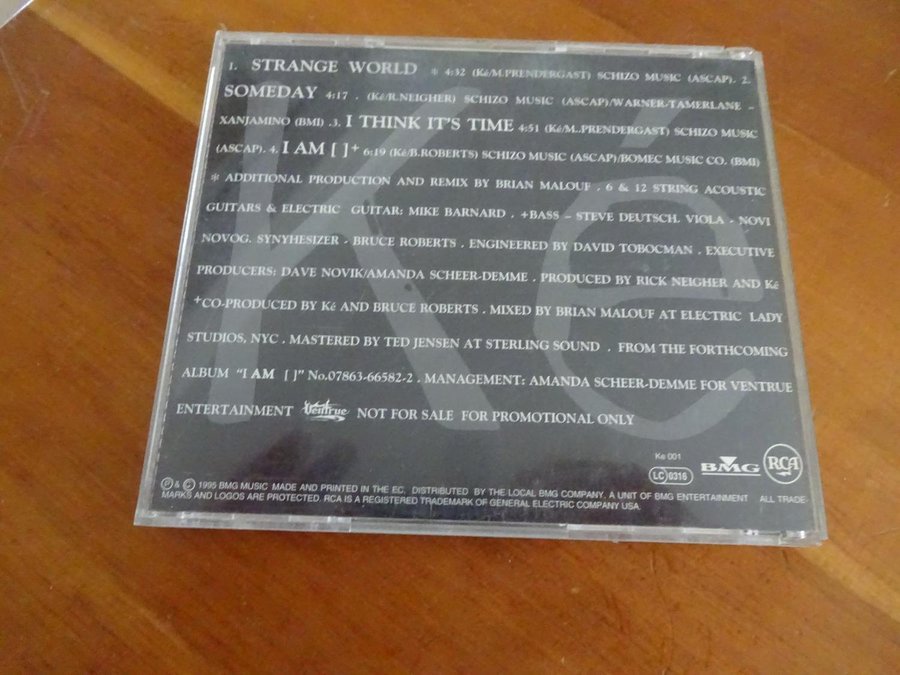 1. STRANGE WORLD * 4:32 (Ké/M.PRENDERGAST) SCHIZO MUSIC (ASCAP). 2.
SOMEDAY 4:17 . (Ké/R.NEIGHER) SCHIZO MUSIC (ASCAP)/WARNER-TAMERLANE –
XANJAMINO (BMI) .3. I THINK IT'S TIME 4:51 (Ké/M..PRENDERGAST) SCHIZO MUSIC
(ASCAP). 4. I AM [ ]+ 6:19 (Ké/B.ROBERTS) SCHIZO MUSIC (ASCAP)/BOMEC MUSIC CO. (BMI)
* ADDITIONAL PRODUCTION AND REMIX BY BRIAN MALOUF . 6 & 12 STRING ACOUSTIC
GUITARS & ELECTRIC GUITAR: MIKE BARNARD . +BASS – STEVE DEUTSCH. VIOLA - NOVI
NOVOG. SYNYHESIZER - BRUCE ROBERTS . ENGINEERED BY DAVID TOBOCMAN . EXECUTIVE
PRODUCERS: DAVE NOVIK/AMANDA SCHEER-DEMME . PRODUCED BY RICK NEIGHER AND Ké
+CO-PRODUCED BY Ké AND BRUCE ROBERTS . MIXED BY BRIAN MALOUF AT ELECTRIC LADY
STUDIOS, NYC . MASTERED BY TED JENSEN AT STERLING SOUND . FROM THE FORTHCOMING
ALBUM "I AM [ ]" No.07863-66582-2 . MANAGEMENT: AMANDA SCHEER-DEMME FOR VENTRUE
ENTERTAINMENT Ventrue NOT FOR SALE FOR PROMOTIONAL ONLY
Ké
Ke 001
LC 0316 BMG RCA
Ⓟ & © 1995 BMG MUSIC MADE AND PRINTED IN THE EC. DISTRIBUTED BY THE LOCAL BMG COMPANY. A UNIT OF BMG ENTERTAINMENT ALL TRADE-
MARKS AND LOGOS ARE PROTECTED. RCA IS A REGISTERED TRADEMARK OF GENERAL ELECTRIC COMPANY USA.